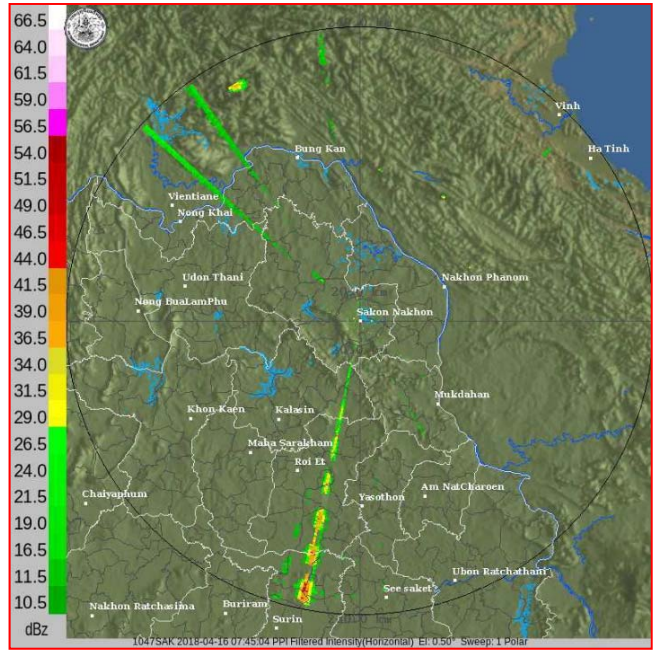 66.5
64.0
61.5
59.0
56.5
54.0
51.5
49.0
46.5
44.0
41.5
39.0
36.5
34.0
31.5
29.0
26.5
24.0
21.5
19.0
16.5
11.5
10.5
dBz
Vinh
Ha Tinh
Bung Kan
Vientiane
Nong Khai
Udon Thani
Nakhon Phanom
Nong BuaLamPhu
Sakon Nakhon
Mukdahan
Khon Kaen
Kalasin
Maha Sarakham
Roi Et
Chaiyaphum
Am NatCharoen
Yasothon
Ubon Ratchathani
See saket
Nakhon Ratchasima
Buriram
Surin
1047SAK 2018-04-16 07:45:04 PPI Filtered Intensity(Horizontal) El: 0.50° Sweep: 1 Polar